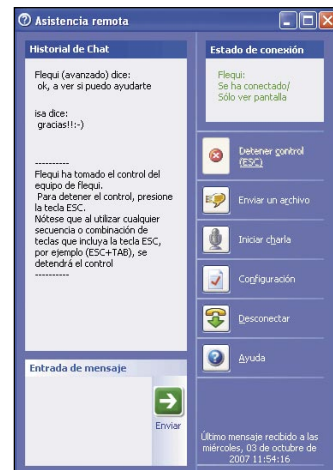 Asistencia remota
Historial de Chat
Flequi (avanzado) dice:
ok, a ver si puedo ayudarte
isa dice:
gracias!!:-)
----------
Flequi ha tomado el control del
equipo de flequi.
Para detener el control, presione
la tecla ESC.
Nótese que al utilizar cualquier
secuencia o combinación de
teclas que incluya la tecla ESC,
por ejemplo (ESC+TAB), se
detendrá el control
----------
Entrada de mensaje
Enviar
Estado de conexión
Flequi:
Se ha conectado/
Sólo ver pantalla
Detener control
(ESC)
Enviar un archivo
Iniciar charla
Configuración
Desconectar
Ayuda
Último mensaje recibido a las
miércoles, 03 de octubre de
2007 11:54:16